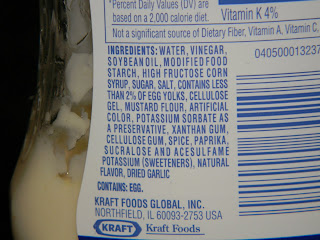 *Percent Daily Values (DV) are
based on a 2,000 calorie diet.
Vitamin K 4%
Not a significant source of Dietary Fiber, Vitamin A, Vitamin C,
INGREDIENTS: WATER, VINEGAR,
SOYBEAN OIL, MODIFIED FOOD
STARCH, HIGH FRUCTOSE CORN
SYRUP, SUGAR, SALT, CONTAINS LESS
THAN 2% OF EGG YOLKS, CELLULOSE
GEL, MUSTARD FLOUR, ARTIFICIAL
COLOR, POTASSIUM SORBATE AS
A PRESERVATIVE, XANTHAN GUM,
CELLULOSE GUM, SPICE, PAPRIKA,
SUCRALOSE AND ACESULFAME
POTASSIUM (SWEETENERS), NATURAL
FLAVOR, DRIED GARLIC
CONTAINS: EGG.
KRAFT FOODS GLOBAL, INC.
NORTHFIELD, IL 60093-2753 USA
KRAFT Kraft Foods
0405000 13237